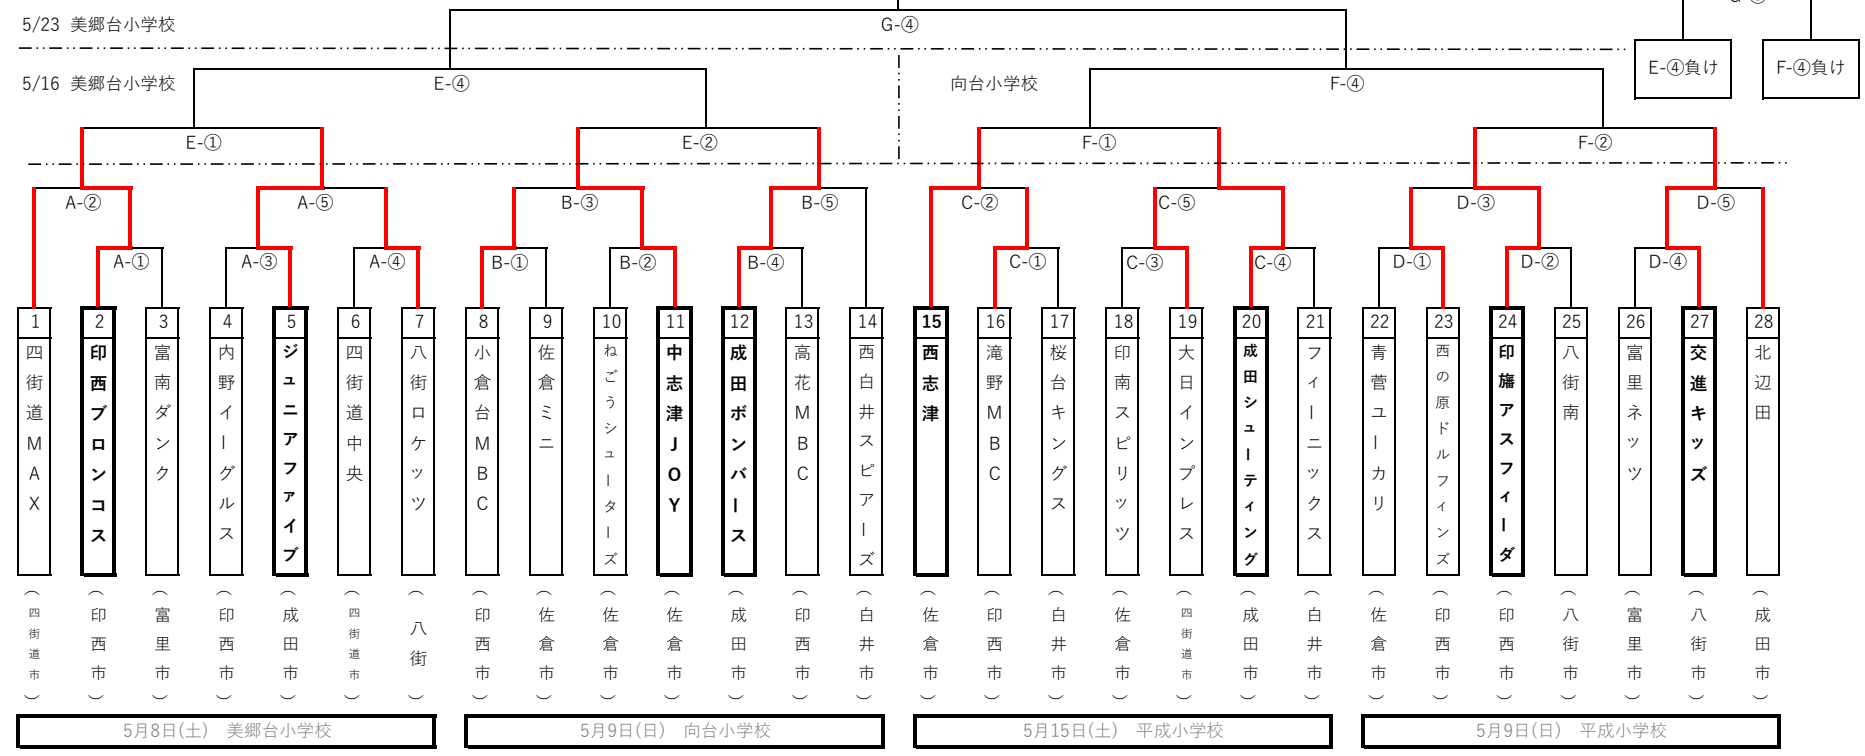 5/23 美郷台小学校
G-④
5/16 美郷台小学校
E-④
向台小学校
F-④
E-④負け
F-④負け
E-①
E-②
F-①
F-②
A-②
A-⑤
B-③
B-⑤
C-②
C-⑤
D-③
D-⑤
A-①
A-③
A-④
B-①
B-②
B-④
C-①
C-③
C-④
D-①
D-②
D-④
1
四街道MAX
(四街道市)
2
印西ブロンコス
(印西市)
3
富南ダンク
(富里市)
4
内野イーグルス
(印西市)
5
ジュニアファイブ
(成田市)
6
四街道中央
(四街道市)
7
八街ロケッツ
(八街)
8
小倉台MBC
(印西市)
9
佐倉ミニ
(佐倉市)
10
ねごうシューターズ
(佐倉市)
11
中志津JOY
(佐倉市)
12
成田ボンバース
(成田市)
13
高花MBC
(印西市)
14
西白井スピアーズ
(白井市)
15
西志津
(佐倉市)
16
滝野MBC
(印西市)
17
桜台キングス
(白井市)
18
印南スピリッツ
(佐倉市)
19
大日インプレス
(四街道市)
20
成田シューティング
(成田市)
21
フィーニックス
(白井市)
22
青菅ユーカリ
(佐倉市)
23
西の原ドルフィンズ
(印西市)
24
印旛アスフィーダ
(印西市)
25
八街南
(八街市)
26
富里ネッツ
(富里市)
27
交進キッズ
(八街市)
28
北辺田
(成田市)
5月8日(土) 美郷台小学校
5月9日(日) 向台小学校
5月15日(土) 平成小学校
5月9日(日) 平成小学校